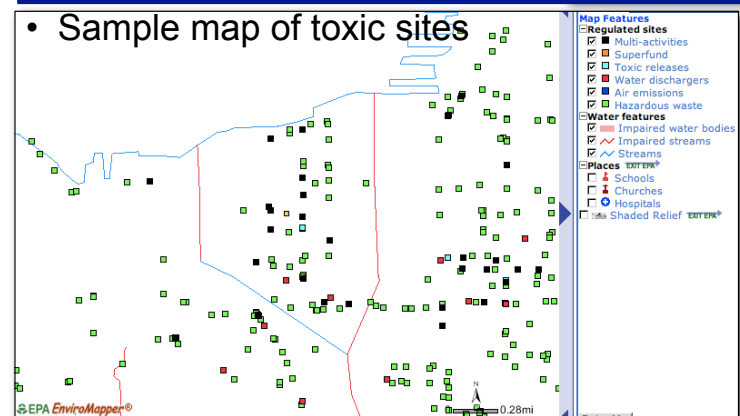 • Sample map of toxic sites
Map Features
Regulated sites
Multi-activities
Superfund
Toxic releases
Water dischargers
Air emissions
Hazardous waste
Water features
Impaired water bodies
Impaired streams
Streams
Places EXIT EPA
Schools
Churches
Hospitals
Shaded Relief EXIT EPA
N
0.28mi
EPA EnviroMapper®